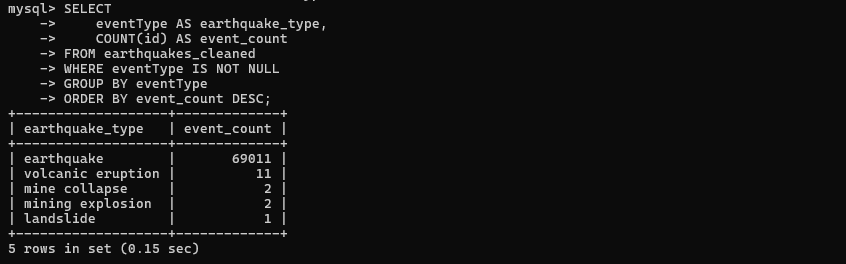 mysql> SELECT
    ->     eventType AS earthquake_type,
    ->     COUNT(id) AS event_count
    -> FROM earthquakes_cleaned
    -> WHERE eventType IS NOT NULL
    -> GROUP BY eventType
    -> ORDER BY event_count DESC;
+-------------------+-------------+
| earthquake_type   | event_count |
+-------------------+-------------+
| earthquake        |       69011 |
| volcanic eruption |          11 |
| mine collapse     |           2 |
| mining explosion  |           2 |
| landslide         |           1 |
+-------------------+-------------+
5 rows in set (0.15 sec)